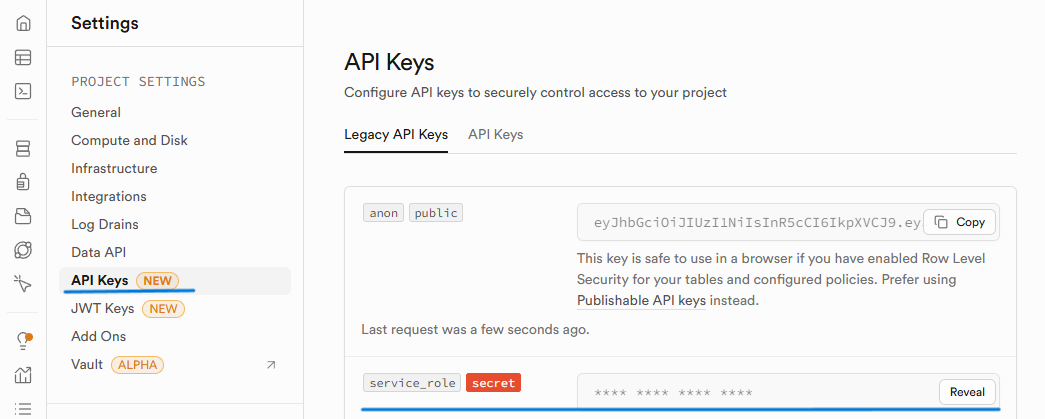 Settings
PROJECT SETTINGS
General
Compute and Disk
Infrastructure
Integrations
Log Drains
Data API
API Keys NEW
JWT Keys NEW
Add Ons
Vault ALPHA
API Keys
Configure API keys to securely control access to your project
Legacy API Keys API Keys
anon public
eyJhbGciOiJIUzI1NiIsInR5cCI6IkpXVCJ9.ey Copy
This key is safe to use in a browser if you have enabled Row Level
Security for your tables and configured policies. Prefer using
Publishable API keys instead.
Last request was a few seconds ago.
service_role secret
**** **** **** **** Reveal